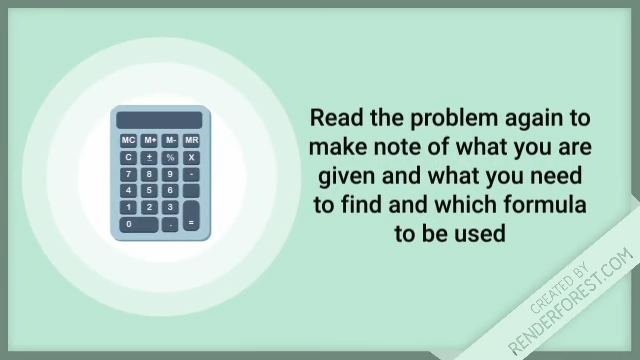 MC M+ M- MR
C ± % X
7 8 9 -
4 5 6
1 2 3
0 . =
Read the problem again to
make note of what you are
given and what you need
to find and which formula
to be used
CREATED BY
RENDERFOREST.COM